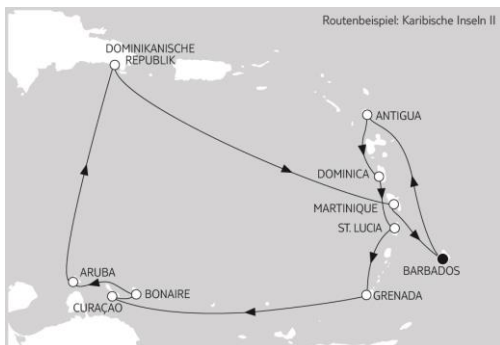 Routenbeispiel: Karibische Inseln II
DOMINIKANISCHE
REPUBLIK
ANTIGUA
DOMINICA
MARTINIQUE
ST. LUCIA
BARBADOS
ARUBA
BONAIRE
CURAÇAO
GRENADA